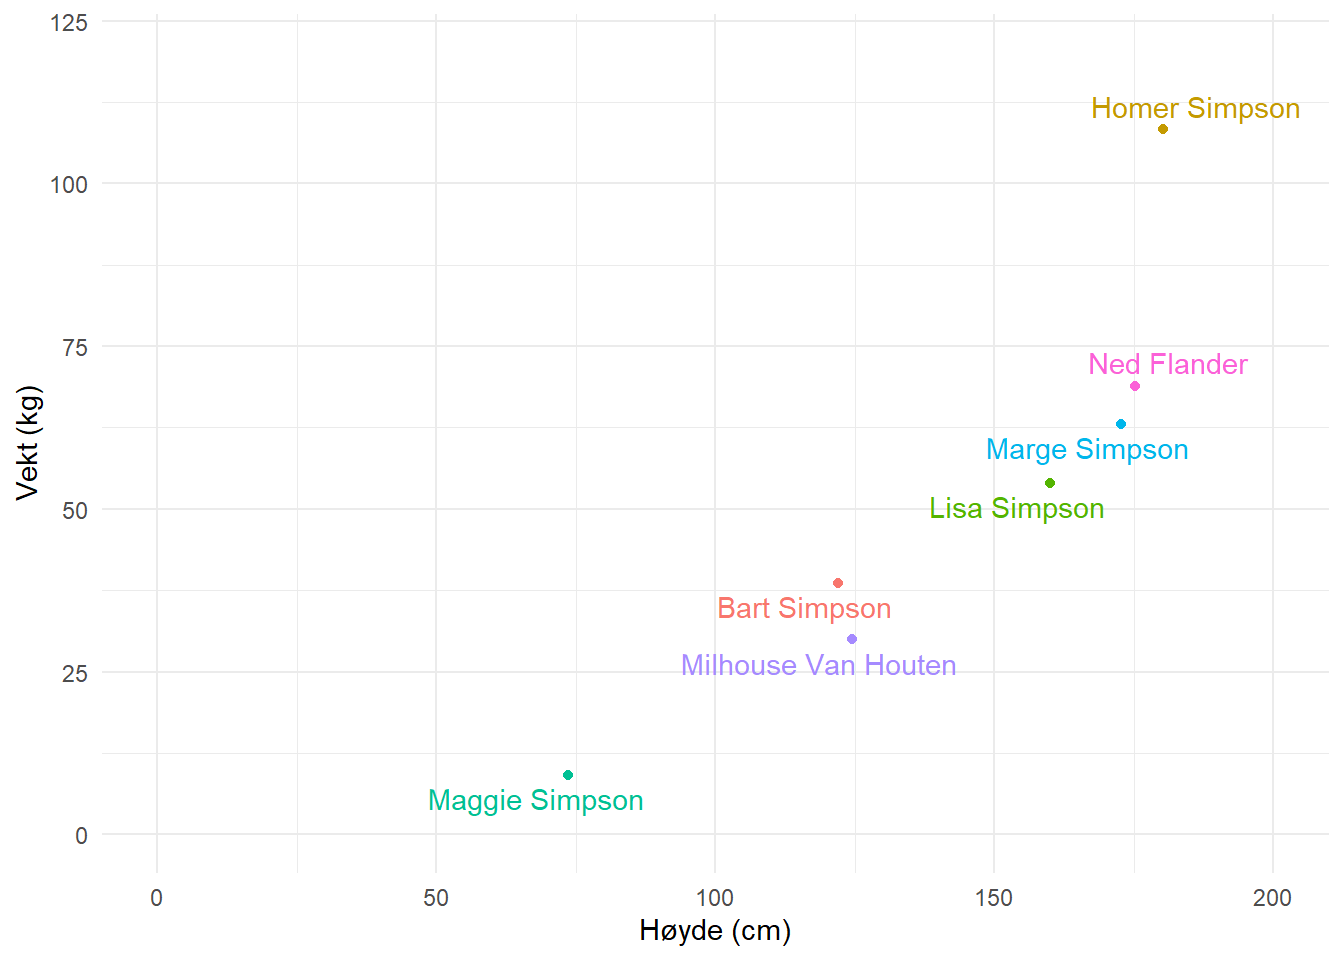 125
Homer Simpson
100
75
Ned Flander
Marge Simpson
50
Lisa Simpson
Bart Simpson
Milhouse Van Houten
25
Maggie Simpson
0
Vekt (kg)
0 50 100 150 200
Høyde (cm)